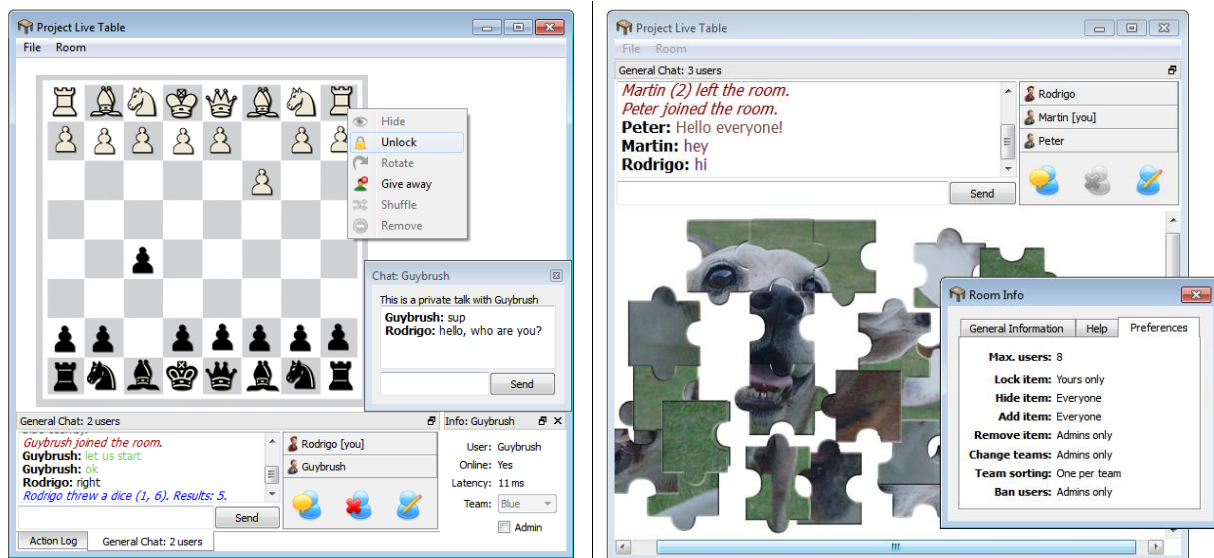 Project Live Table
File Room
Hide
Unlock
Rotate
Give away
Shuffle
Remove
Chat: Guybrush
This is a private talk with Guybrush
Guybrush: sup
Rodrigo: hello, who are you?
Send
General Chat: 2 users
Guybrush joined the room.
Guybrush: let us start
Guybrush: ok
Rodrigo: right
Rodrigo threw a dice (1, 6). Results: 5.
Send
Rodrigo [you]
Guybrush
Info: Guybrush
User: Guybrush
Online: Yes
Latency: 11 ms
Team: Blue
Admin
Action Log
General Chat: 2 users
Project Live Table
File Room
General Chat: 3 users
Martin (2) left the room.
Peter joined the room.
Peter: Hello everyone!
Martin: hey
Rodrigo: hi
Send
Rodrigo
Martin [you]
Peter
Room Info
General Information
Help
Preferences
Max. users: 8
Lock item: Yours only
Hide item: Everyone
Add item: Everyone
Remove item: Admins only
Change teams: Admins only
Team sorting: One per team
Ban users: Admins only